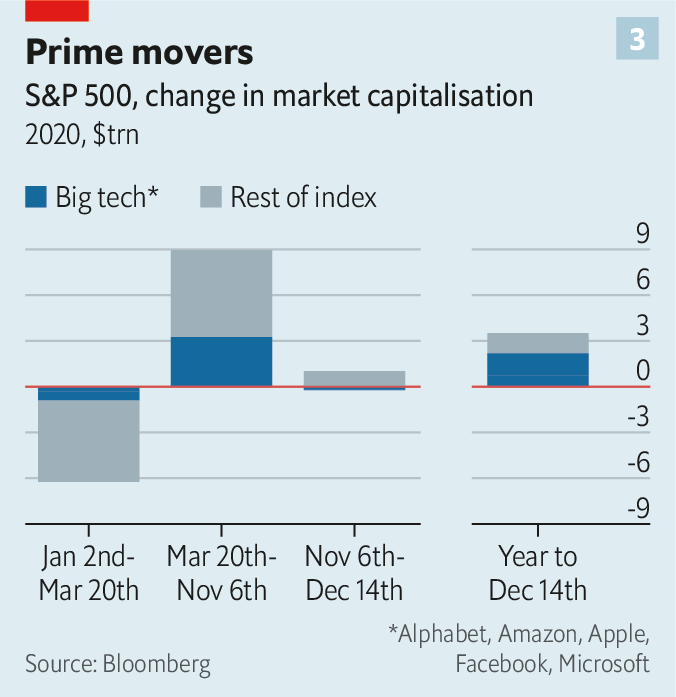 Prime movers
3
S&P 500, change in market capitalisation
2020, $trn
Big tech*
Rest of index
9
6
3
0
-3
-6
-9
Jan 2nd-
Mar 20th
Mar 20th-
Nov 6th
Nov 6th-
Dec 14th
Year to
Dec 14th
*Alphabet, Amazon, Apple,
Facebook, Microsoft
Source: Bloomberg